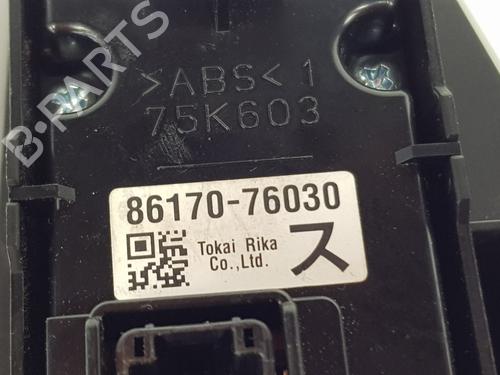 B-PARTS
>ABS< 1
75K603
86170-76030
Tokai Rika
Co.,Ltd.
ス